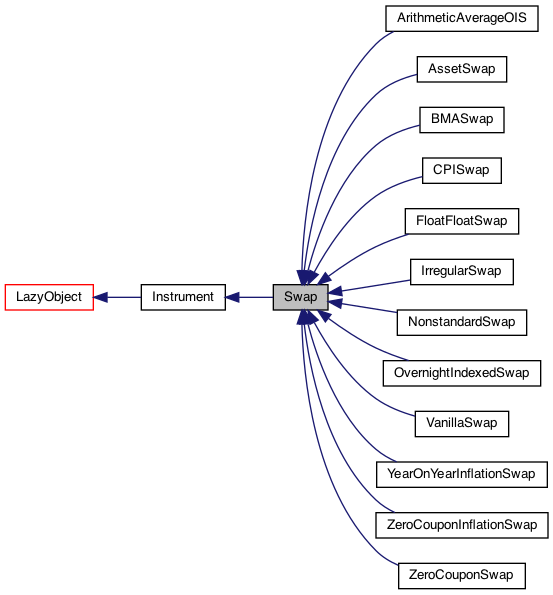 ArithmeticAverageOIS
AssetSwap
BMASwap
CPISwap
FloatFloatSwap
IrregularSwap
LazyObject
Instrument
Swap
NonstandardSwap
OvernightIndexedSwap
VanillaSwap
YearOnYearInflationSwap
ZeroCouponInflationSwap
ZeroCouponSwap